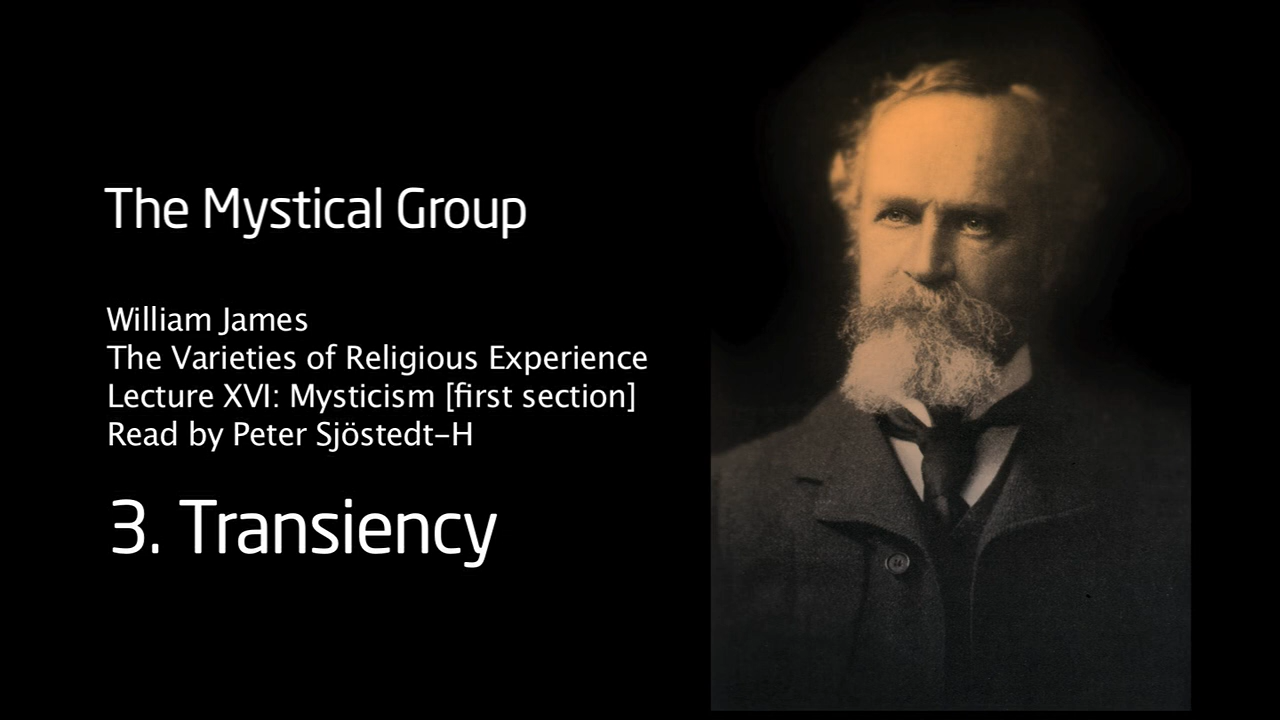 The Mystical Group
William James
The Varieties of Religious Experience
Lecture XVI: Mysticism [first section]
Read by Peter Sjöstedt-H
3. Transiency